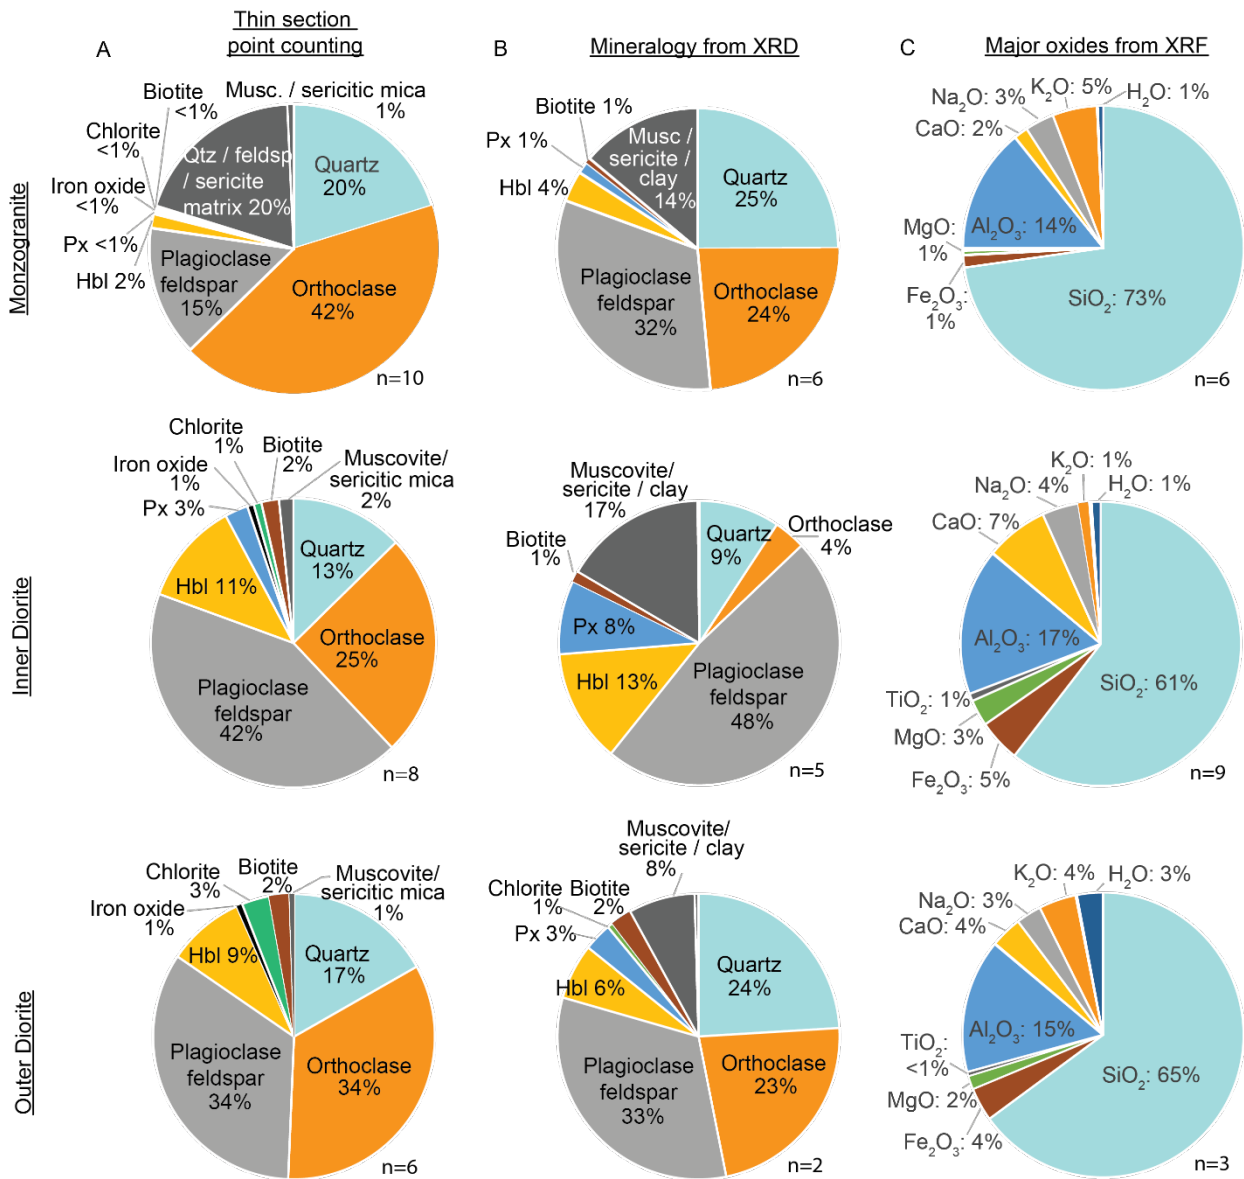 Thin section
point counting
A
B
Mineralogy from XRD
C
Major oxides from XRF
Monzogranite
Biotite
<1%
Musc. / sericitic mica
1%
Chlorite
<1%
Iron oxide
<1%
Px <1%
Hbl 2%
Qtz / feldsp
/ sericite
matrix 20%
Quartz
20%
Plagioclase
feldspar
15%
Orthoclase
42%
n=10
Biotite 1%
Px 1%
Hbl 4%
Musc /
sericite /
clay
14%
Quartz
25%
Plagioclase
feldspar
32%
Orthoclase
24%
n=6
K₂O: 5%
H₂O: 1%
Na₂O: 3%
CaO: 2%
Al₂O₃: 14%
MgO:
1%
Fe₂O₃:
1%
SiO₂: 73%
n=6
Inner Diorite
Chlorite
1%
Biotite
2%
Muscovite/
sericitic mica
2%
Iron oxide
1%
Px 3%
Hbl 11%
Quartz
13%
Orthoclase
25%
Plagioclase
feldspar
42%
n=8
Muscovite/
sericite / clay
17%
Biotite
1%
Quartz
9%
Orthoclase
4%
Px 8%
Hbl 13%
Plagioclase
feldspar
48%
n=5
K₂O: 1%
H₂O: 1%
Na₂O: 4%
CaO: 7%
Al₂O₃: 17%
TiO₂: 1%
MgO: 3%
Fe₂O₃: 5%
SiO₂: 61%
n=9
Outer Diorite
Chlorite
3%
Biotite
2%
Muscovite/
sericitic mica
1%
Iron oxide
1%
Hbl 9%
Quartz
17%
Plagioclase
feldspar
34%
Orthoclase
34%
n=6
Muscovite/
sericite / clay
8%
Chlorite
1%
Biotite
2%
Px 3%
Hbl 6%
Quartz
24%
Plagioclase
feldspar
33%
Orthoclase
23%
n=2
K₂O: 4%
H₂O: 3%
Na₂O: 3%
CaO: 4%
Al₂O₃: 15%
TiO₂:
<1%
MgO: 2%
Fe₂O₃: 4%
SiO₂: 65%
n=3